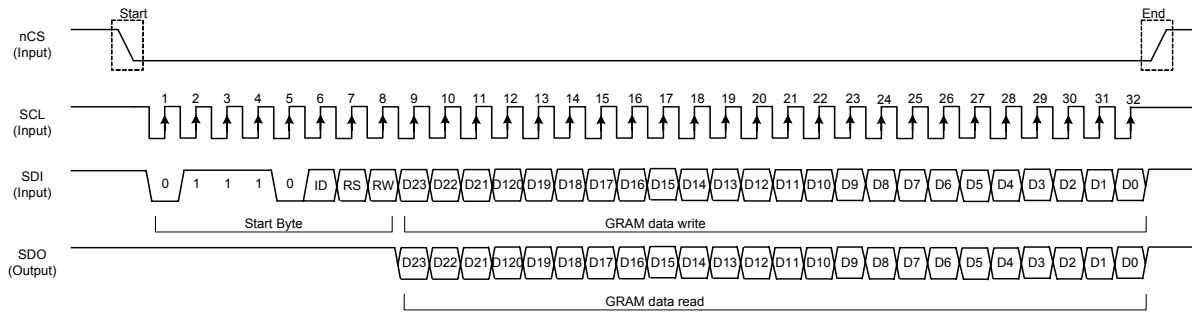 Start End
nCS
(Input)
1 2 3 4 5 6 7 8 9 10 11 12 13 14 15 16 17 18 19 20 21 22 23 24 25 26 27 28 29 30 31 32
SCL
(Input)
SDI
(Input)
0 1 1 1 0 ID RS RW D23 D22 D21 D120 D19 D18 D17 D16 D15 D14 D13 D12 D11 D10 D9 D8 D7 D6 D5 D4 D3 D2 D1 D0
Start Byte GRAM data write
SDO
(Output)
D23 D22 D21 D120 D19 D18 D17 D16 D15 D14 D13 D12 D11 D10 D9 D8 D7 D6 D5 D4 D3 D2 D1 D0
GRAM data read